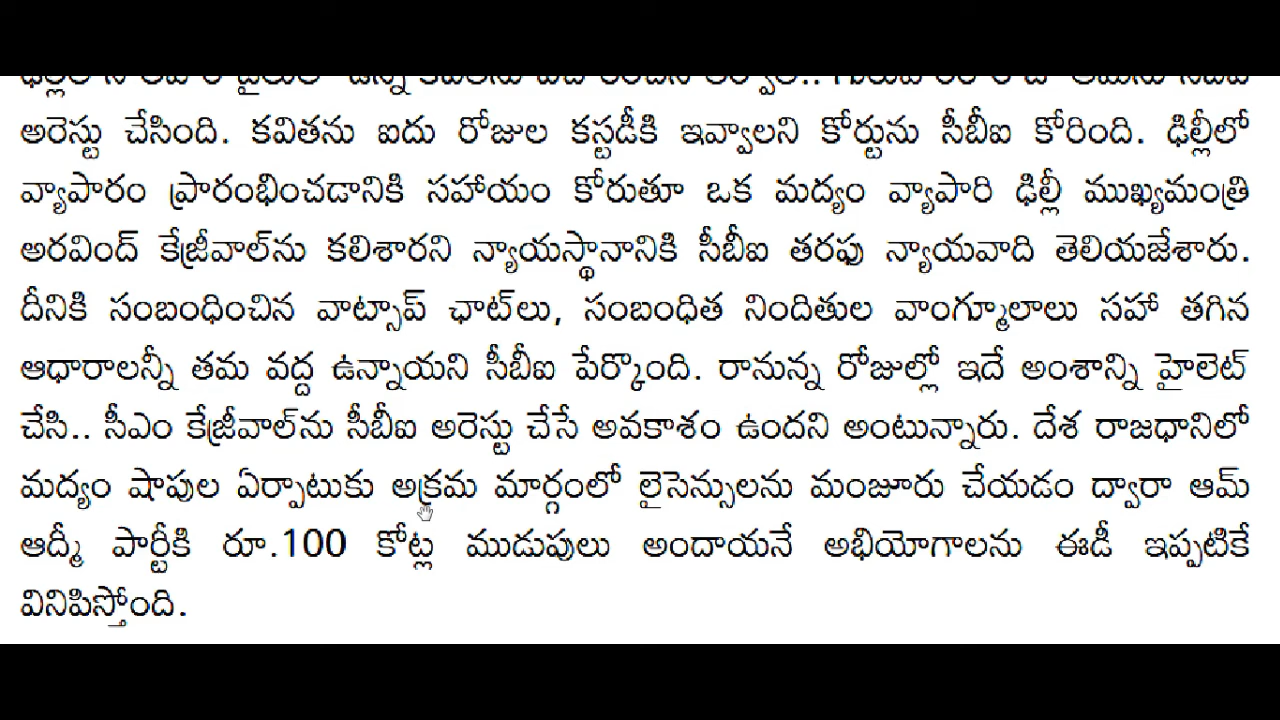 అరెస్టు చేసింది. కవితను ఐదు రోజుల కస్టడీకి ఇవ్వాలని కోర్టును సీబీఐ కోరింది. ఢిల్లీలో
వ్యాపారం ప్రారంభించడానికి సహాయం కోరుతూ ఒక మద్యం వ్యాపారి ఢిల్లీ ముఖ్యమంత్రి
అరవింద్ కేజ్రీవాల్‌ను కలిశారని న్యాయస్థానానికి సీబీఐ తరఫు న్యాయవాది తెలియజేశారు.
దీనికి సంబంధించిన వాట్సాప్ ఛాట్‌లు, సంబంధిత నిందితుల వాంగ్మూలాలు సహా తగిన
ఆధారాలన్నీ తమ వద్ద ఉన్నాయని సీబీఐ పేర్కొంది. రానున్న రోజుల్లో ఇదే అంశాన్ని హైలెట్
చేసి.. సీఎం కేజ్రీవాల్‌ను సీబీఐ అరెస్టు చేసే అవకాశం ఉందని అంటున్నారు. దేశ రాజధానిలో
మద్యం షాపుల ఏర్పాటుకు అక్రమ మార్గంలో లైసెన్సులను మంజూరు చేయడం ద్వారా ఆమ్
ఆద్మీ పార్టీకి రూ.100 కోట్ల ముడుపులు అందాయనే అభియోగాలను ఈడీ ఇప్పటికే
వినిపిస్తోంది.